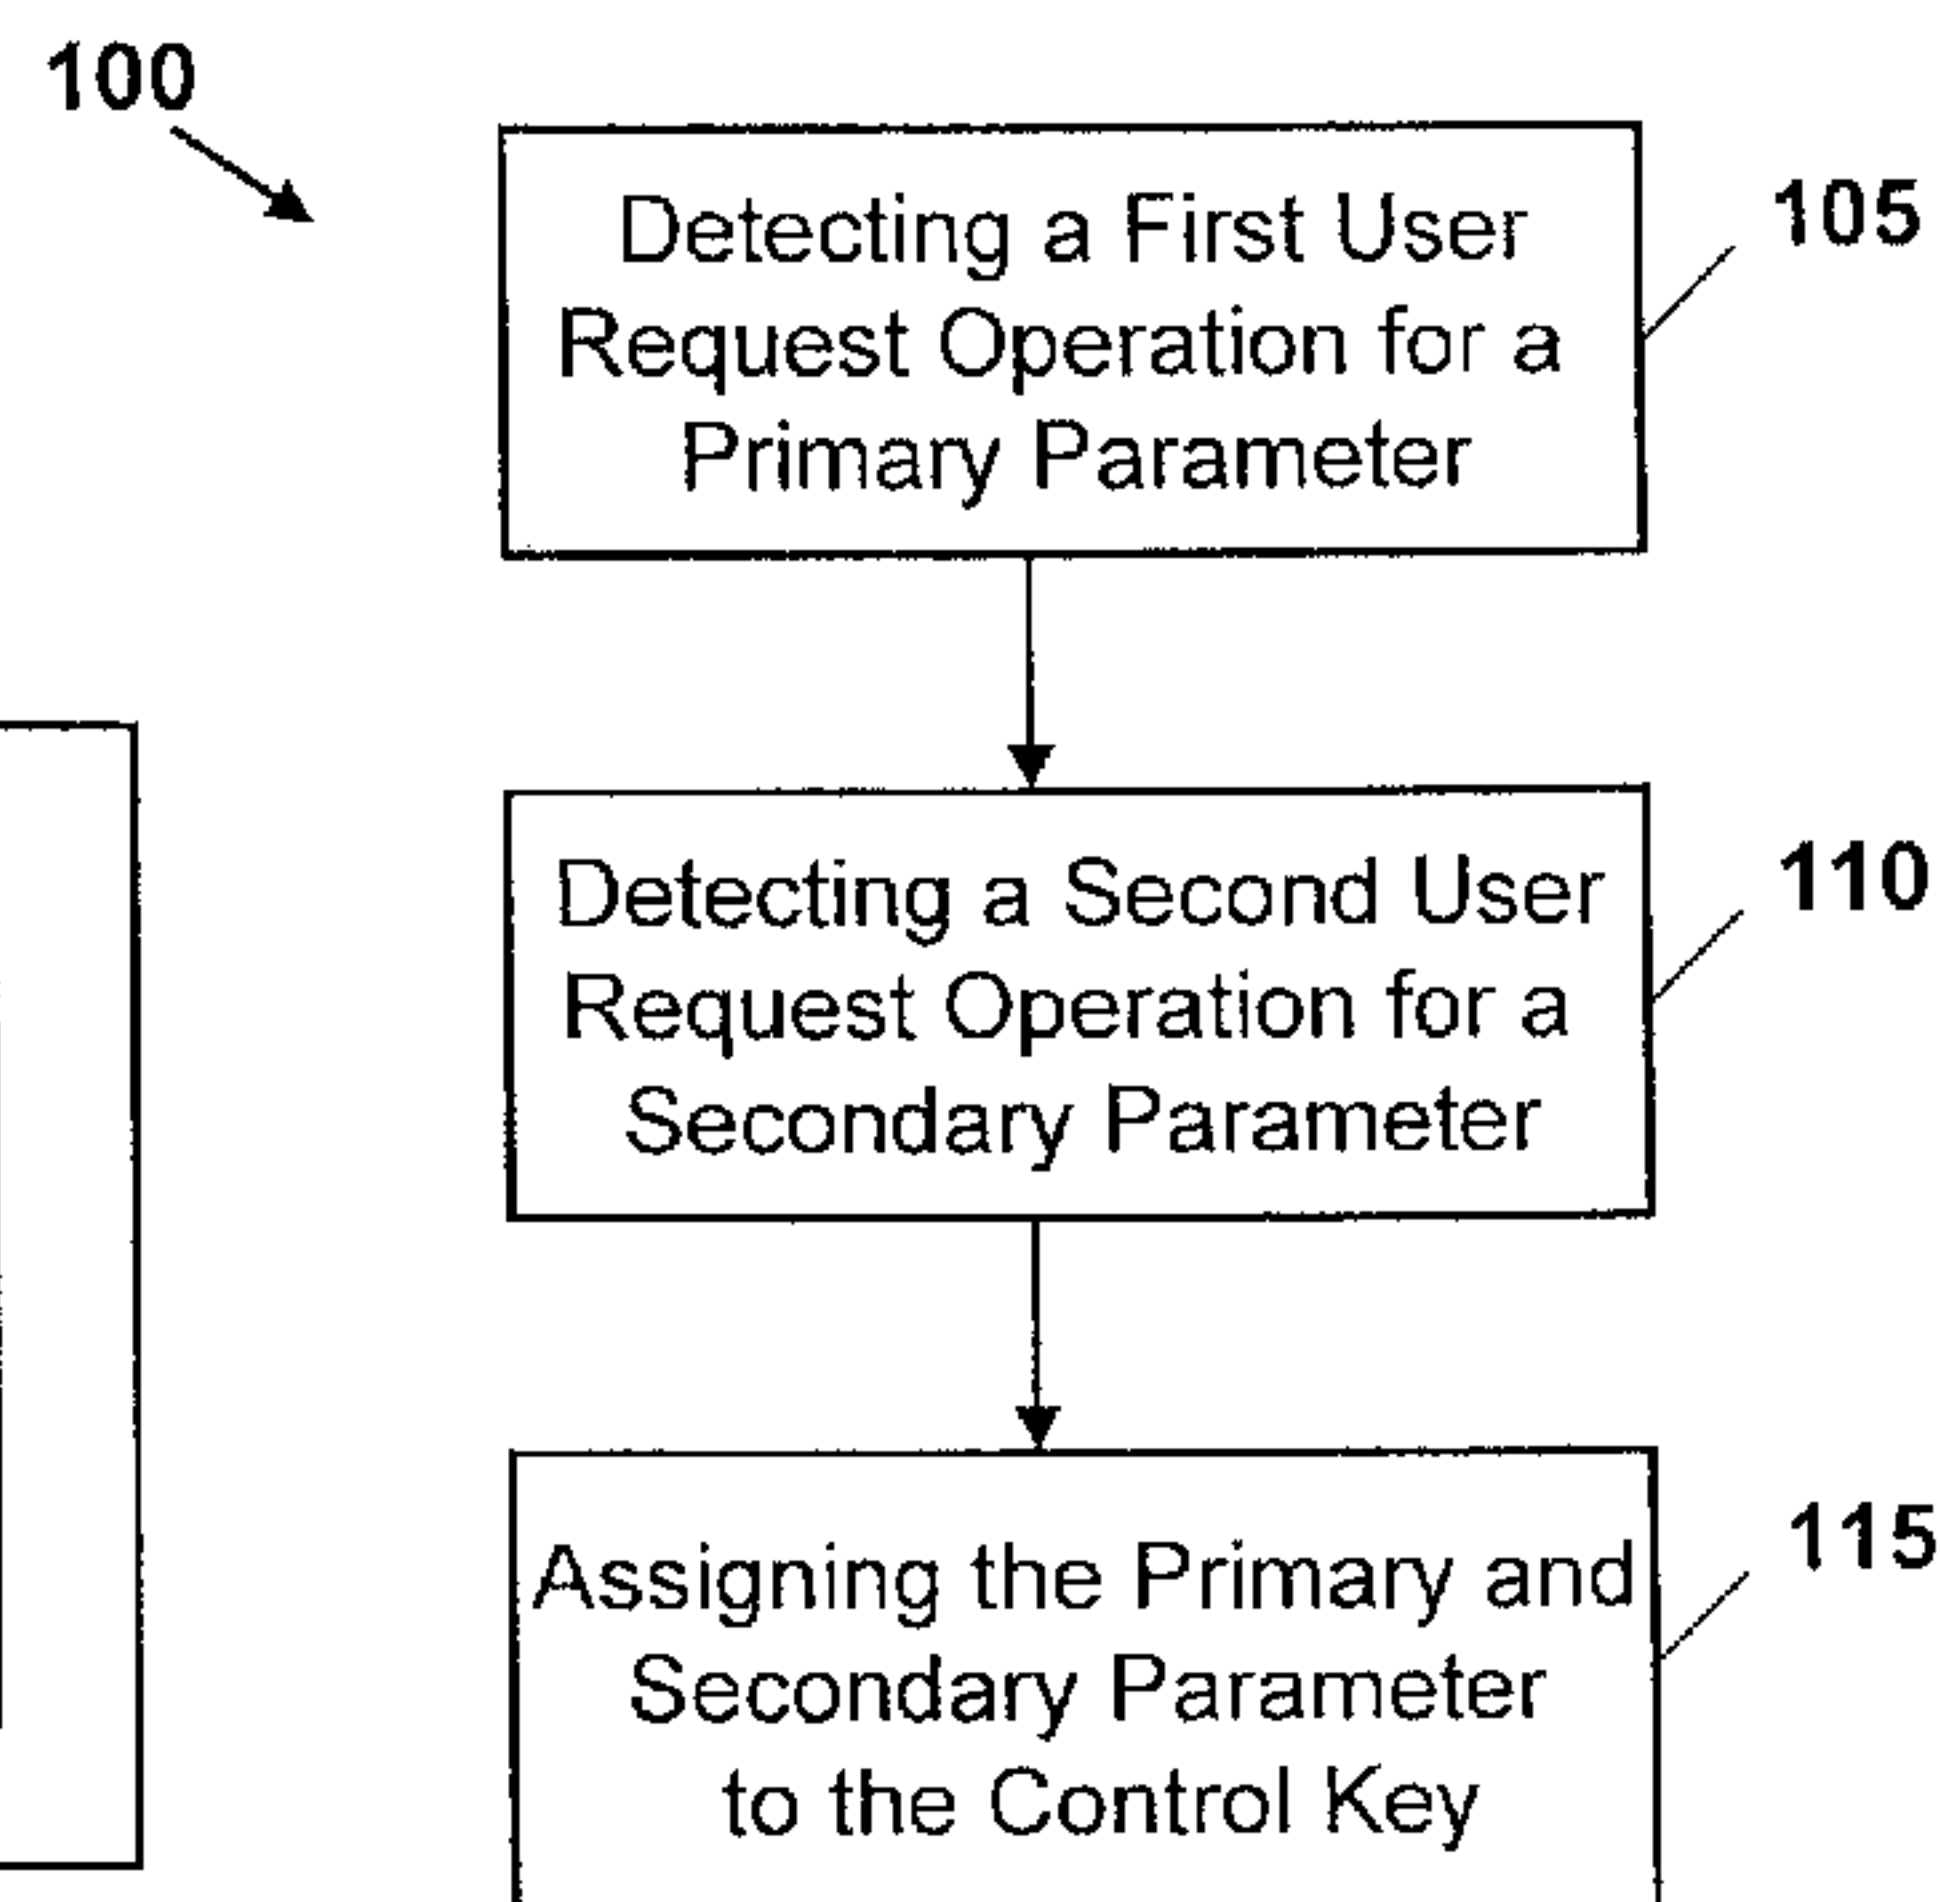 100
Detecting a First User
Request Operation for a
Primary Parameter
105
Detecting a Second User
Request Operation for a
Secondary Parameter
110
Assigning the Primary and
Secondary Parameter
to the Control Key
115